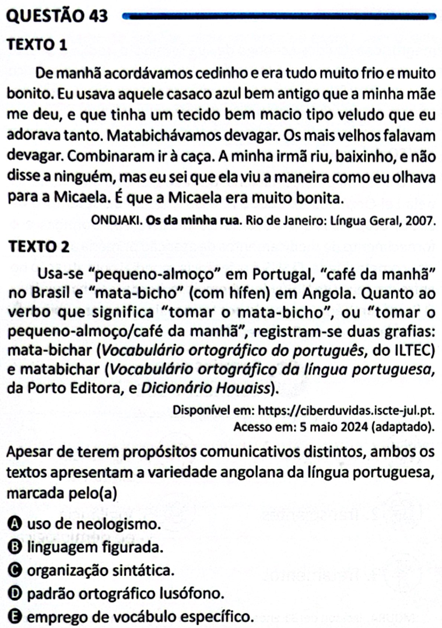 QUESTÃO 43
TEXTO 1
De manhã acordávamos cedinho e era tudo muito frio e muito
bonito. Eu usava aquele casaco azul bem antigo que a minha mãe
me deu, e que tinha um tecido bem macio tipo veludo que eu
adorava tanto. Matabichávamos devagar. Os mais velhos falavam
devagar. Combinaram ir à caça. A minha irmã riu, baixinho, e não
disse a ninguém, mas eu sei que ela viu a maneira como eu olhava
para a Micaela. É que a Micaela era muito bonita.
ONDJAKI. Os da minha rua. Rio de Janeiro: Língua Geral, 2007.
TEXTO 2
Usa-se “pequeno-almoço” em Portugal, “café da manhã”
no Brasil e “mata-bicho” (com hífen) em Angola. Quanto ao
verbo que significa “tomar o mata-bicho”, ou “tomar o
pequeno-almoço/café da manhã”, registram-se duas grafias:
mata-bichar (Vocabulário ortográfico do português, do ILTEC)
e matabichar (Vocabulário ortográfico da língua portuguesa,
da Porto Editora, e Dicionário Houaiss).
Disponível em: https://ciberduvidas.iscte-jul.pt.
Acesso em: 5 maio 2024 (adaptado).
Apesar de terem propósitos comunicativos distintos, ambos os
textos apresentam a variedade angolana da língua portuguesa,
marcada pelo(a)
A uso de neologismo.
B linguagem figurada.
C organização sintática.
D padrão ortográfico lusófono.
E emprego de vocábulo específico.